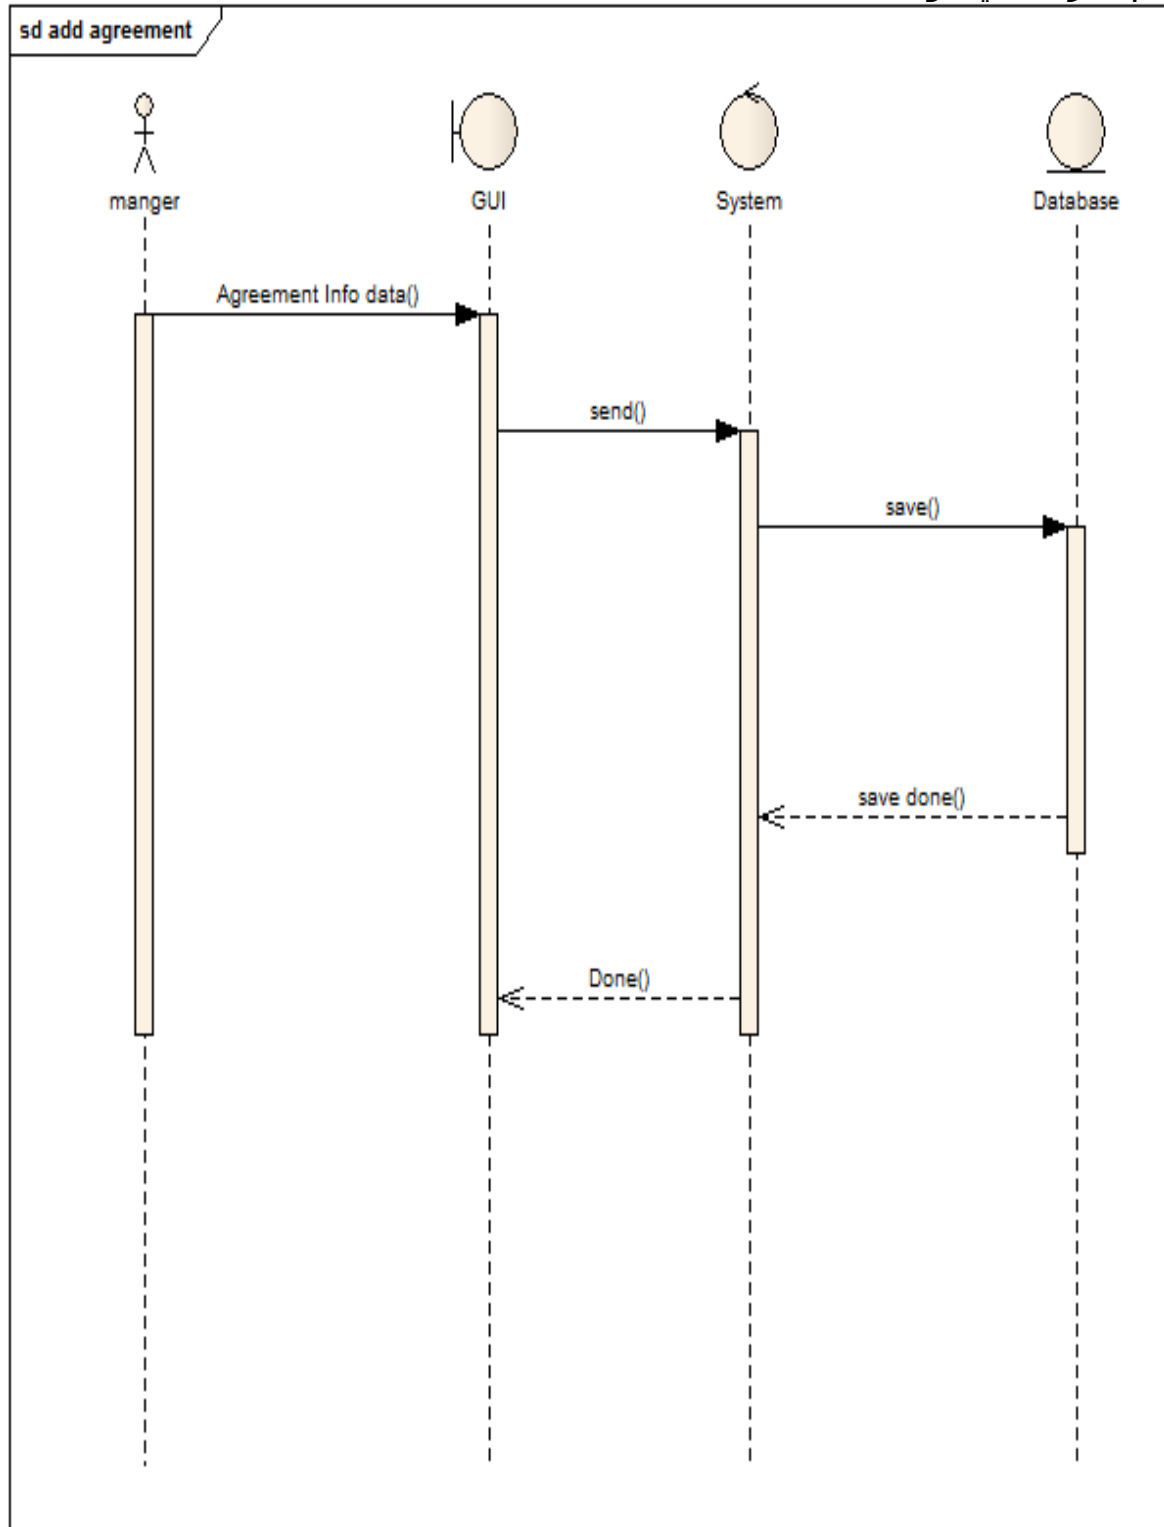 sd add agreement
manger
GUI
System
Database
Agreement Info data()
send()
save()
save done()
Done()